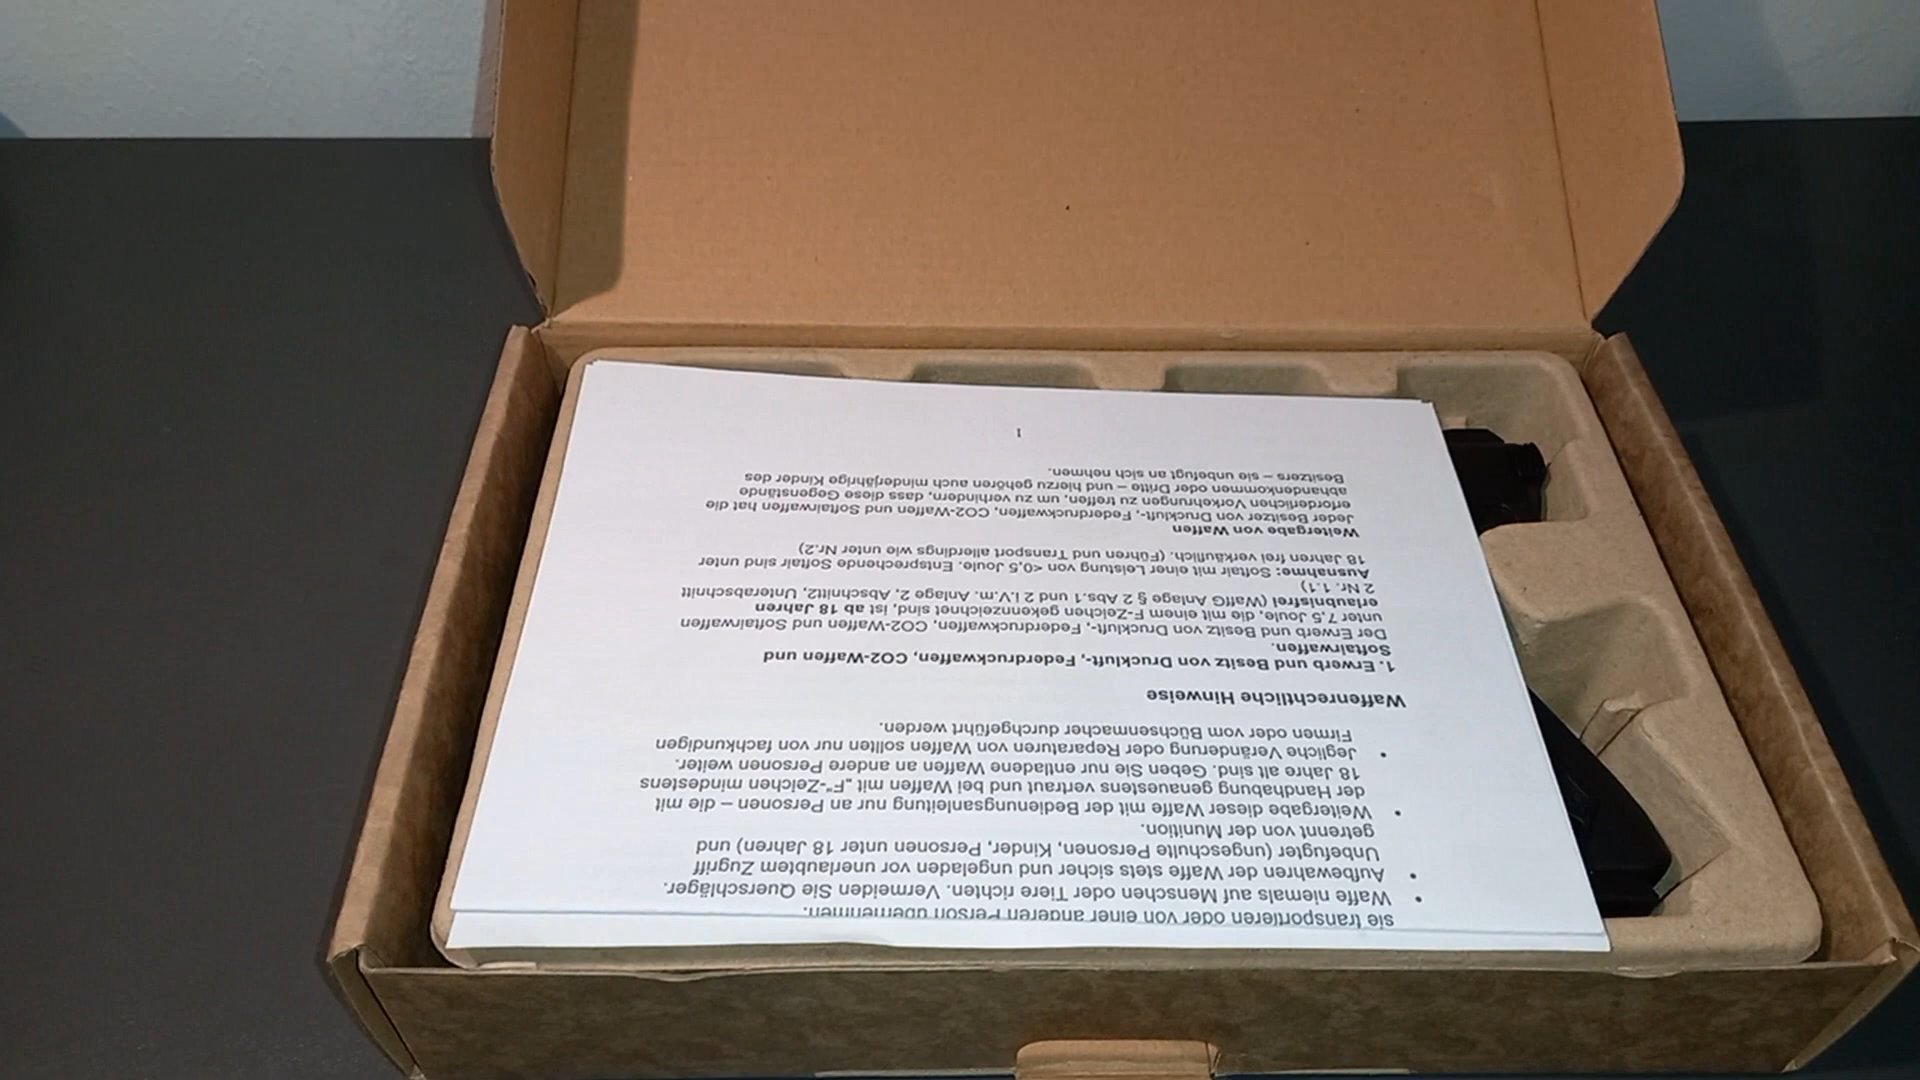 sie transportieren oder von einer anderen Person übernehmen.
• Waffe niemals auf Menschen oder Tiere richten. Vermeiden Sie Querschläger.
• Aufbewahren der Waffe stets sicher und ungeladen vor unerlaubtem Zugriff
Unbefugter (ungeschulte Personen, Kinder, Personen unter 18 Jahren) und
getrennt von der Munition.
• Weitergabe dieser Waffe mit der Bedienungsanleitung nur an Personen – die mit
der Handhabung genauestens vertraut und bei Waffen mit „F"-Zeichen mindestens
18 Jahre alt sind. Geben Sie nur entladene Waffen an andere Personen weiter.
• Jegliche Veränderung oder Reparaturen von Waffen sollten nur von fachkundigen
Firmen oder vom Büchsenmacher durchgeführt werden.
Waffenrechtliche Hinweise
1. Erwerb und Besitz von Druckluft-, Federdruckwaffen, CO2-Waffen und
Softairwaffen.
Der Erwerb und Besitz von Druckluft-, Federdruckwaffen, CO2-Waffen und Softairwaffen
unter 7,5 Joule, die mit einem F-Zeichen gekennzeichnet sind, ist ab 18 Jahren
erlaubnisfrei (WaffG Anlage § 2 Abs.1 und 2 i.V.m. Anlage 2, Abschnitt2, Unterabschnitt
2 Nr. 1.1)
Ausnahme: Softair mit einer Leistung von <0,5 Joule. Entsprechende Softair sind unter
18 Jahren frei verkäuflich. (Führen und Transport allerdings wie unter Nr.2)
Weitergabe von Waffen
Jeder Besitzer von Druckluft-, Federdruckwaffen, CO2-Waffen und Softairwaffen hat die
erforderlichen Vorkehrungen zu treffen, um zu verhindern, dass diese Gegenstände
abhandenkommen oder Dritte – und hierzu gehören auch minderjährige Kinder des
Besitzers – sie unbefugt an sich nehmen.
1